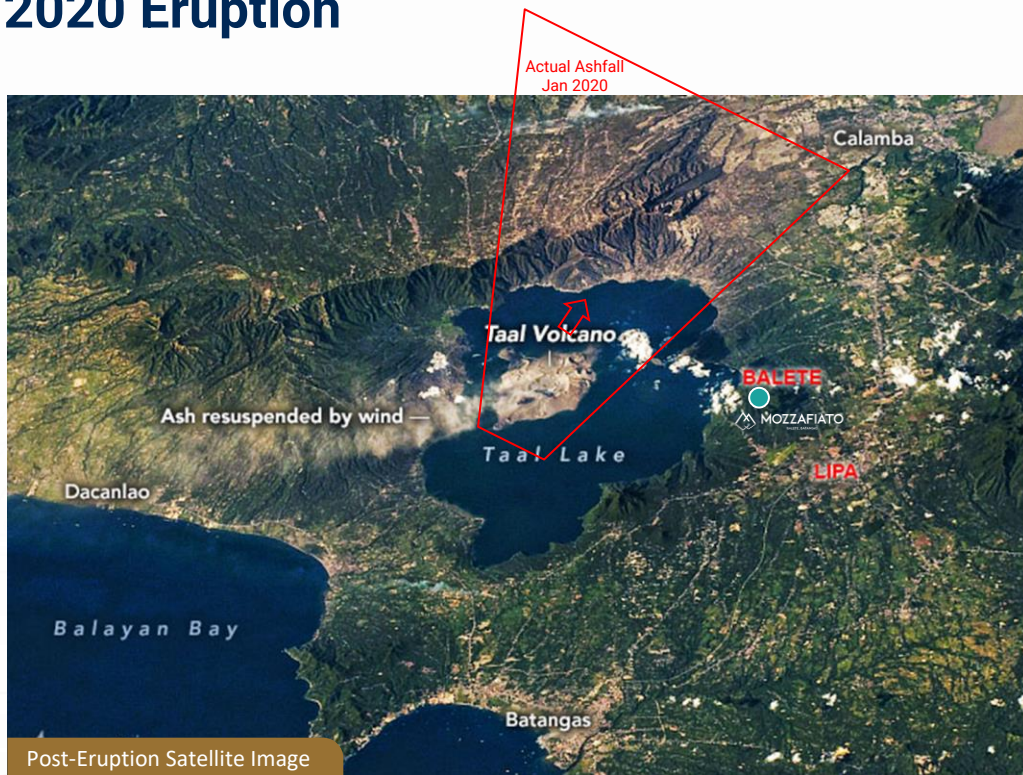 2020 Eruption
Actual Ashfall
Jan 2020
Calamba
Taal Volcano
BALETE
MOZZAFIATO
Ash resuspended by wind
Taal Lake
LIPA
Dacanlao
Balayan Bay
Batangas
Post-Eruption Satellite Image